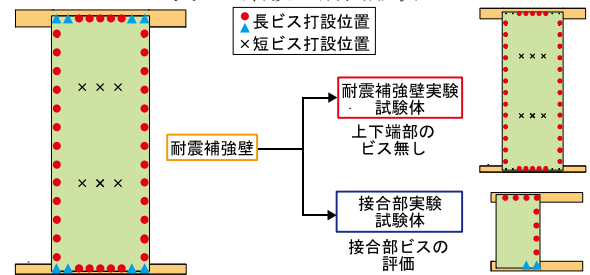 長ビス打設位置
×短ビス打設位置
耐震補強壁
耐震補強壁実験
試験体
上下端部の
ビス無し
接合部実験
試験体
接合部ビスの
評価